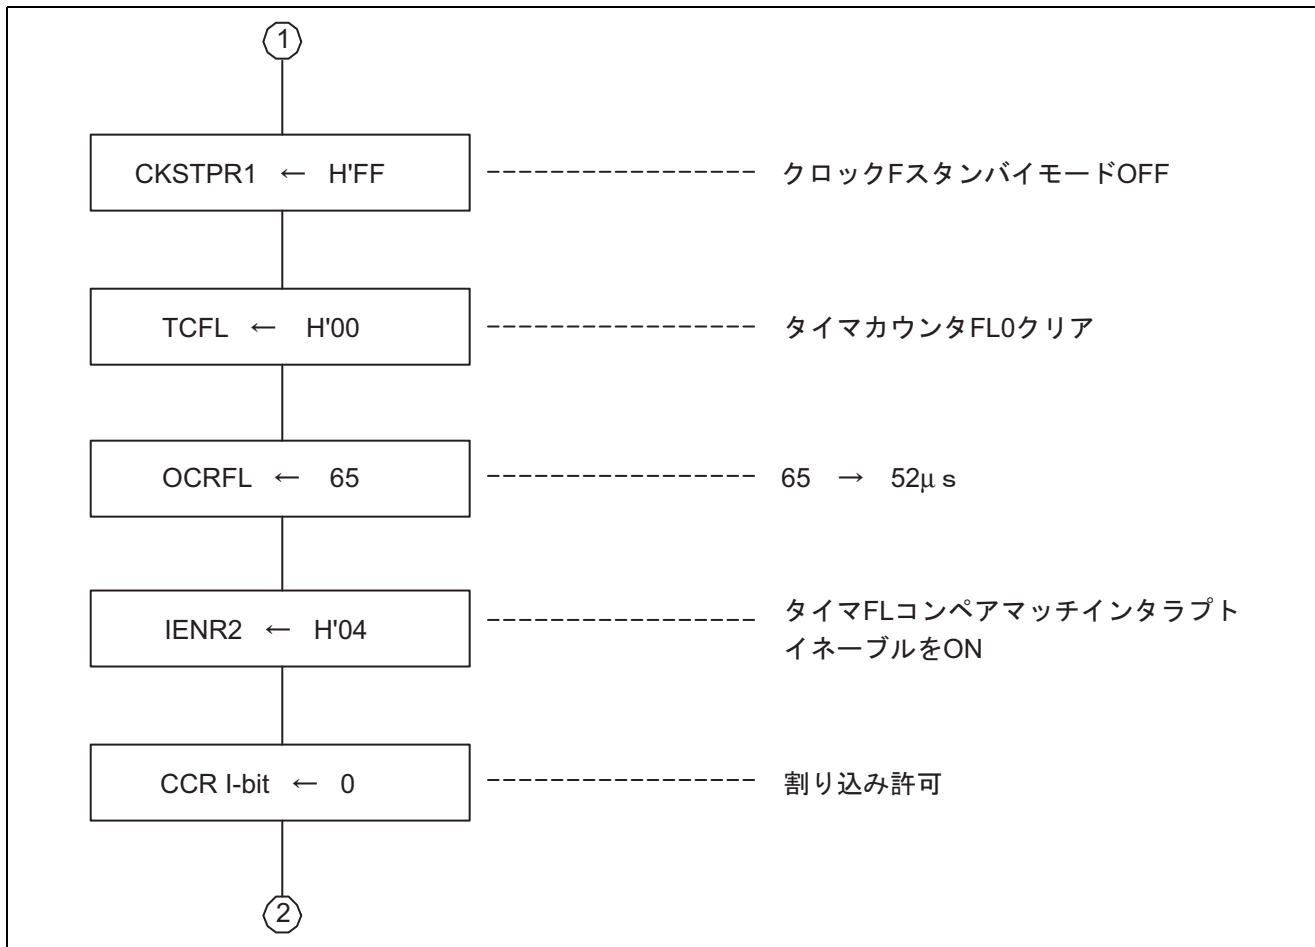 1
CKSTPR1 ← H'FF
クロックFスタンバイモードOFF
TCFL ← H'00
タイマカウンタFL0クリア
OCRFL ← 65
65 → 52μs
IENR2 ← H'04
タイマFLコンペアマッチインタラプト
イネーブルをON
CCR I-bit ← 0
割り込み許可
2